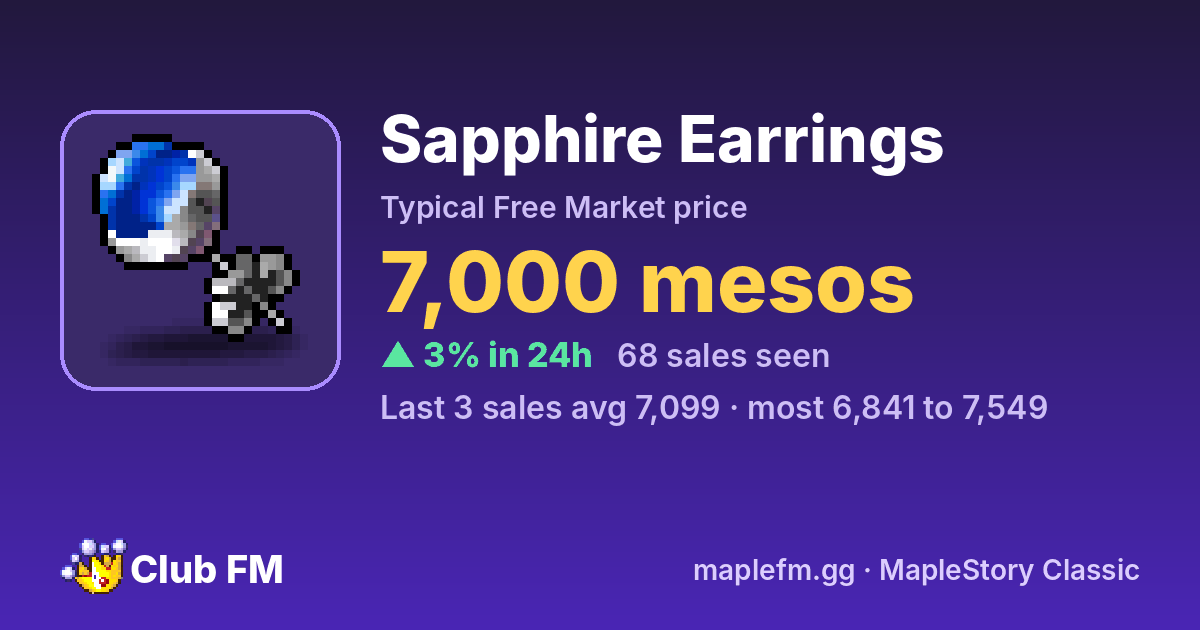 Sapphire Earrings
Typical Free Market price
7,000 mesos
▲ 3% in 24h 68 sales seen
Last 3 sales avg 7,099 · most 6,841 to 7,549
Club FM
maplefm.gg · MapleStory Classic